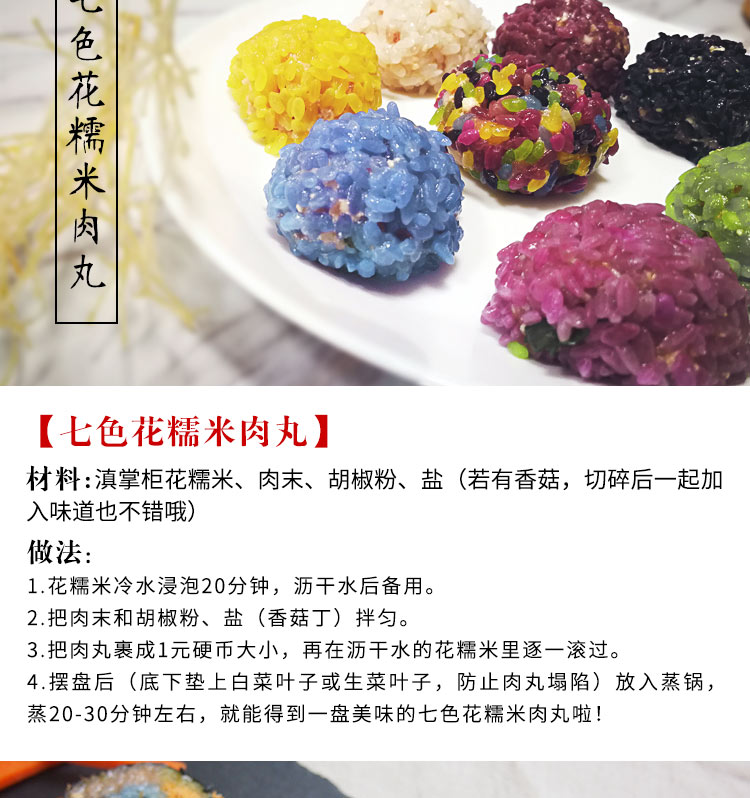 七色花糯米肉丸
【七色花糯米肉丸】
材料:滇掌柜花糯米、肉末、胡椒粉、盐（若有香菇，切碎后一起加
入味道也不错哦）
做法:
1.花糯米冷水浸泡20分钟，沥干水后备用。
2.把肉末和胡椒粉、盐（香菇丁）拌匀。
3.把肉丸裹成1元硬币大小，再在沥干水的花糯米里逐一滚过。
4.摆盘后（底下垫上白菜叶子或生菜叶子，防止肉丸塌陷）放入蒸锅，
蒸20-30分钟左右，就能得到一盘美味的七色花糯米肉丸啦！